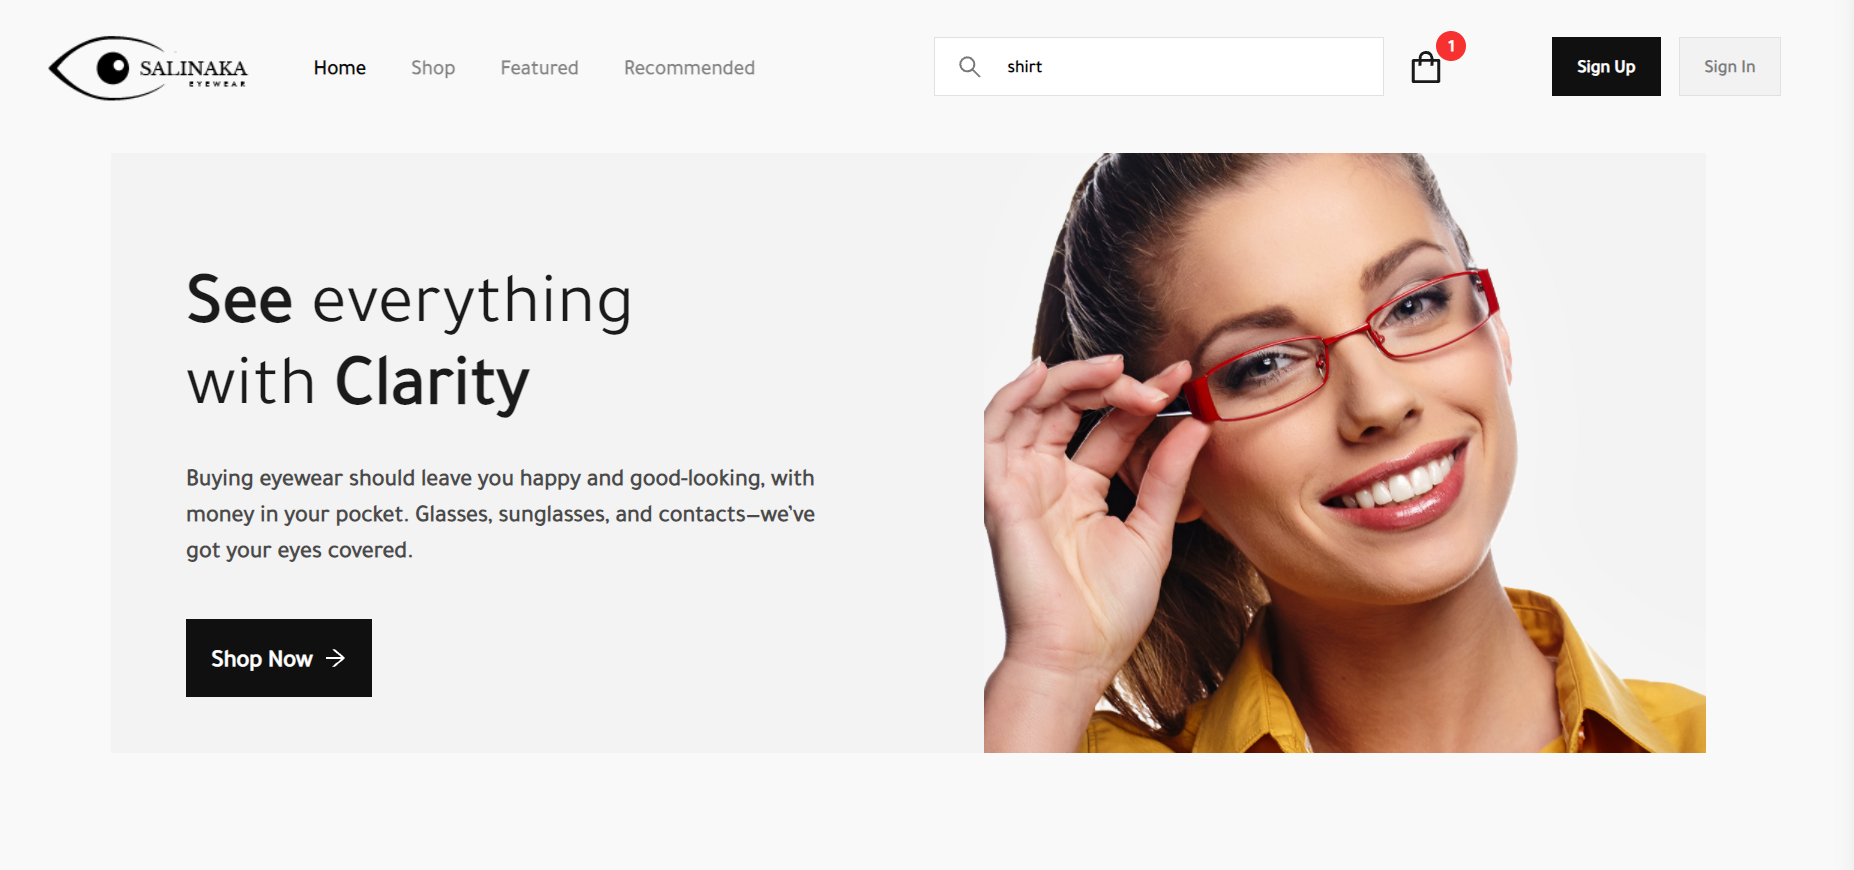 SALINAKA
EYEWEAR
Home
Shop
Featured
Recommended
shirt
1
Sign Up
Sign In
See everything
with Clarity
Buying eyewear should leave you happy and good-looking, with
money in your pocket. Glasses, sunglasses, and contacts—we've
got your eyes covered.
Shop Now